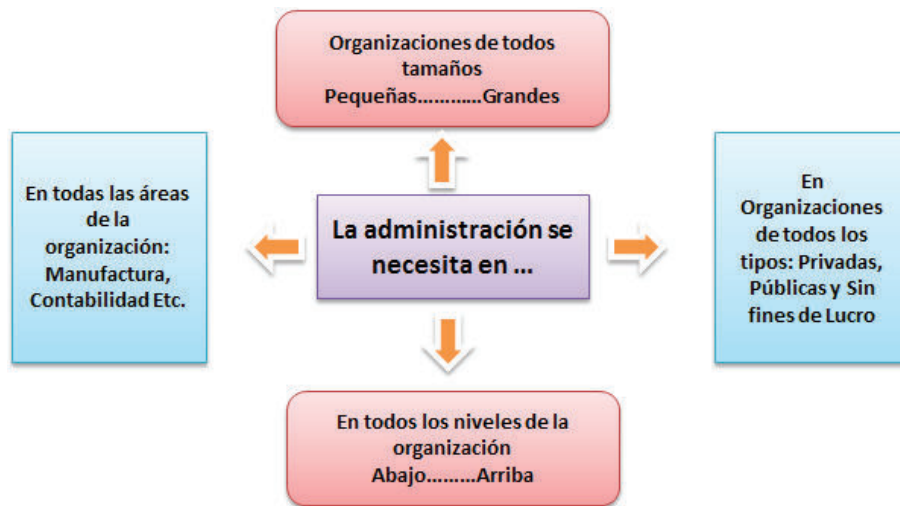 Organizaciones de todos
tamaños
Pequeñas............Grandes
En todas las áreas
de la
organización:
Manufactura,
Contabilidad Etc.
La administración se
necesita en ...
En
Organizaciones
de todos los
tipos: Privadas,
Públicas y Sin
fines de Lucro
En todos los niveles de la
organización
Abajo.........Arriba